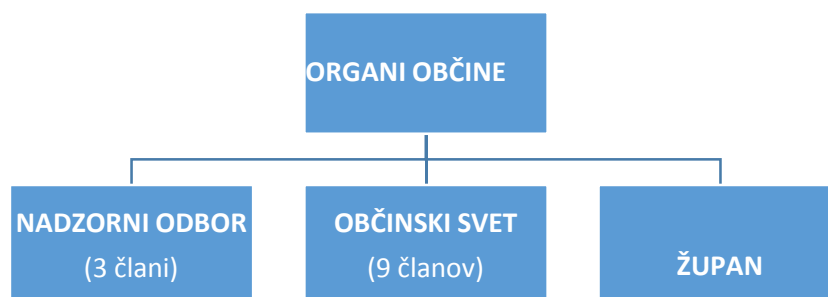 ORGANI OBČINE
NADZORNI ODBOR
(3 člani)
OBČINSKI SVET
(9 članov)
ŽUPAN